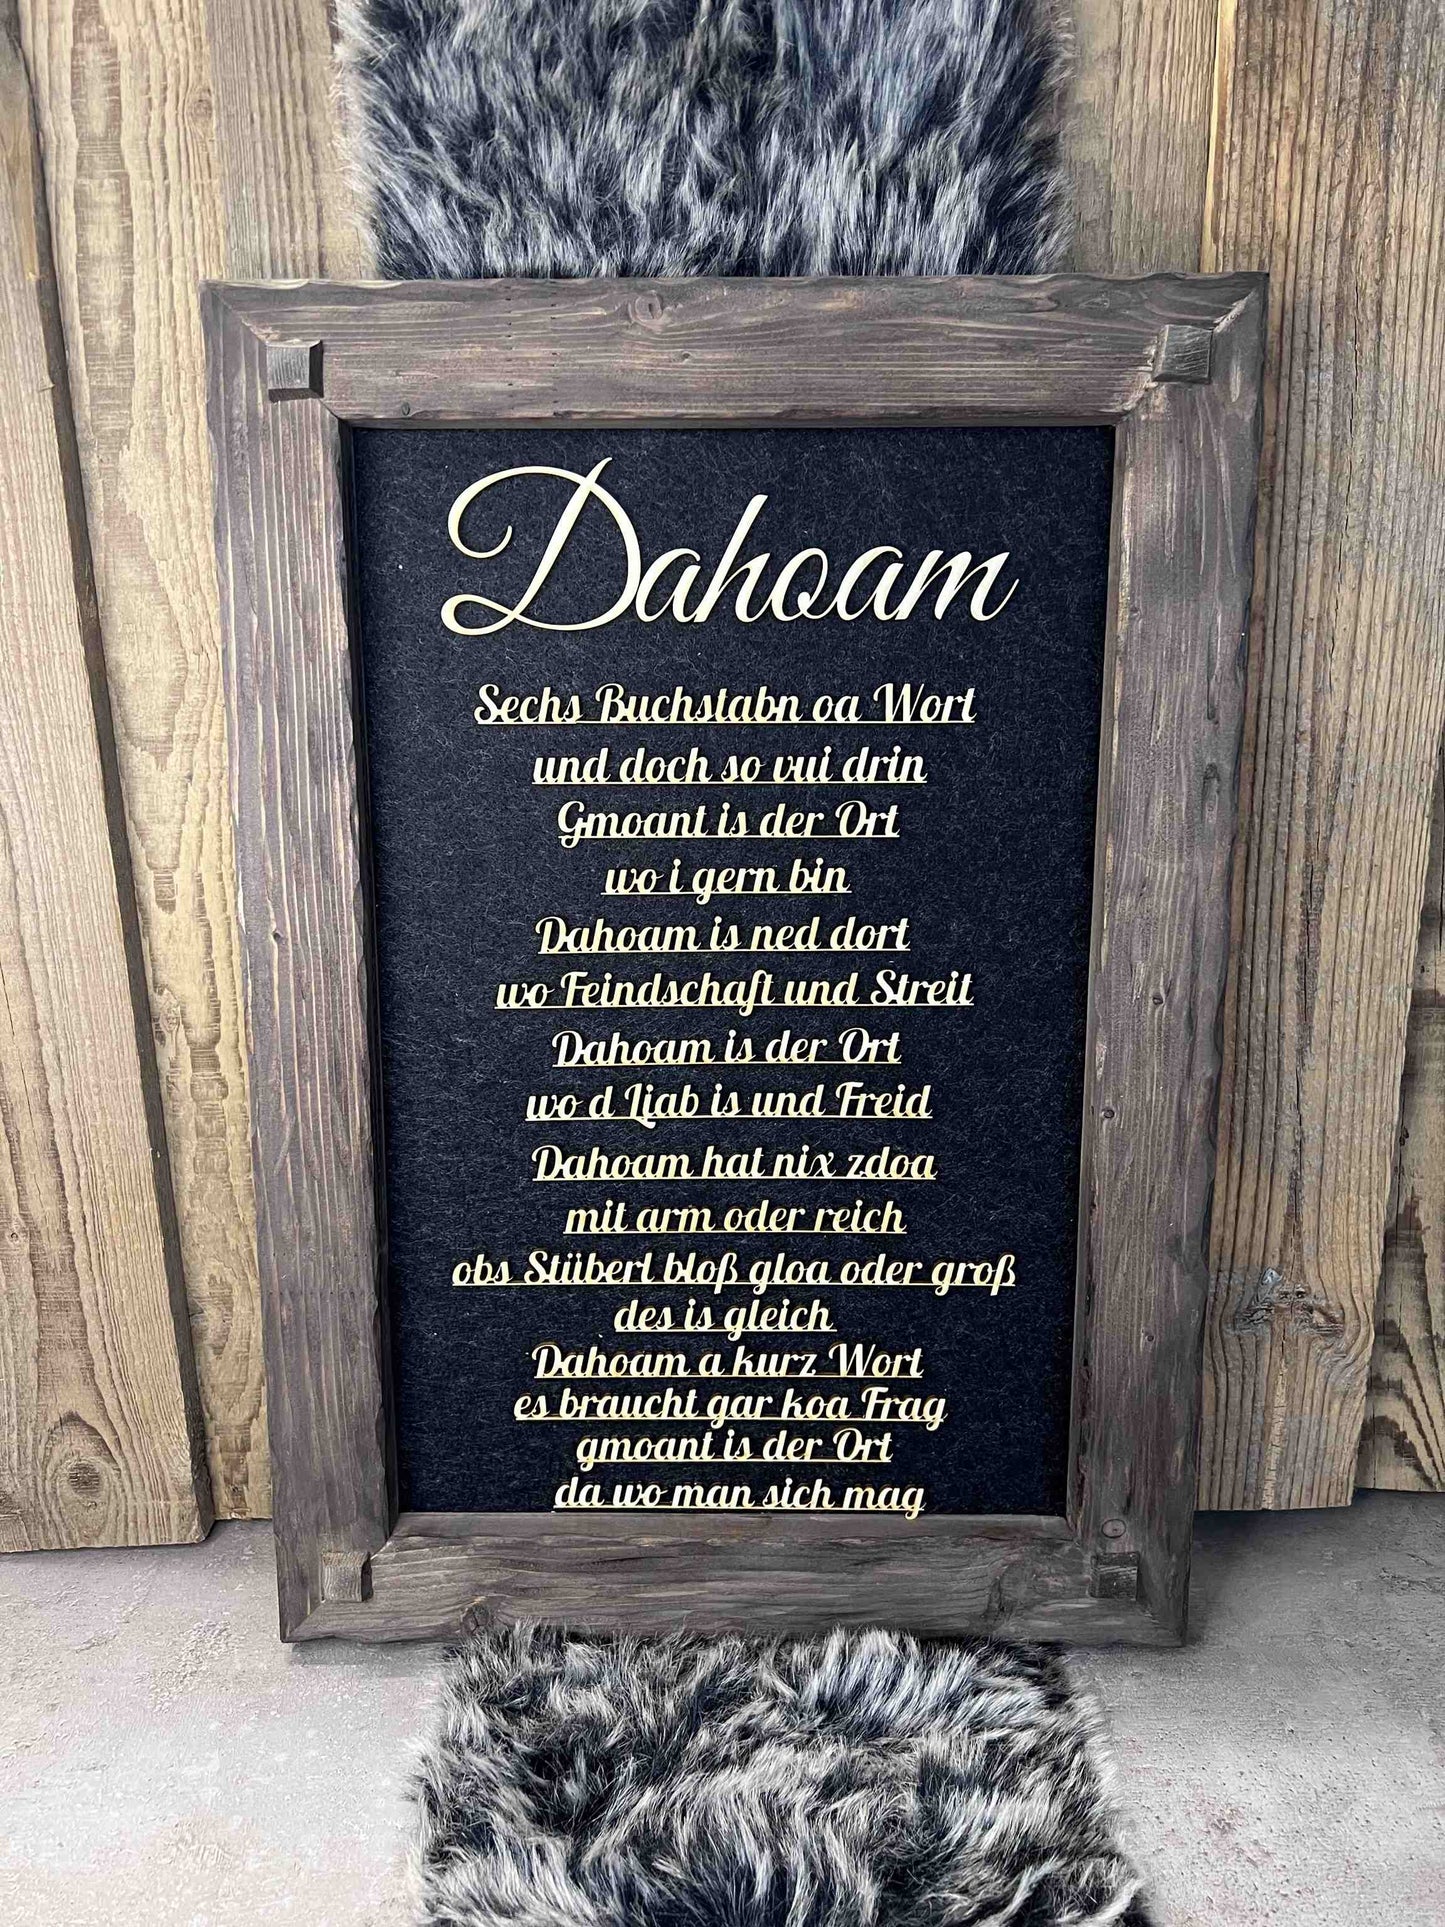 Dahoam
Sechs Buchstabn oa Wort
und doch so vui drin
Gmoant is der Ort
wo i gern bin
Dahoam is ned dort
wo Feindschaft und Streit
Dahoam is der Ort
wo d Liab is und Freid
Dahoam hat nix zdoa
mit arm oder reich
obs Stüberl bloß gloa oder groß
des is gleich
Dahoam a kurz Wort
es braucht gar koa Frag
gmoant is der Ort
da wo man sich mag